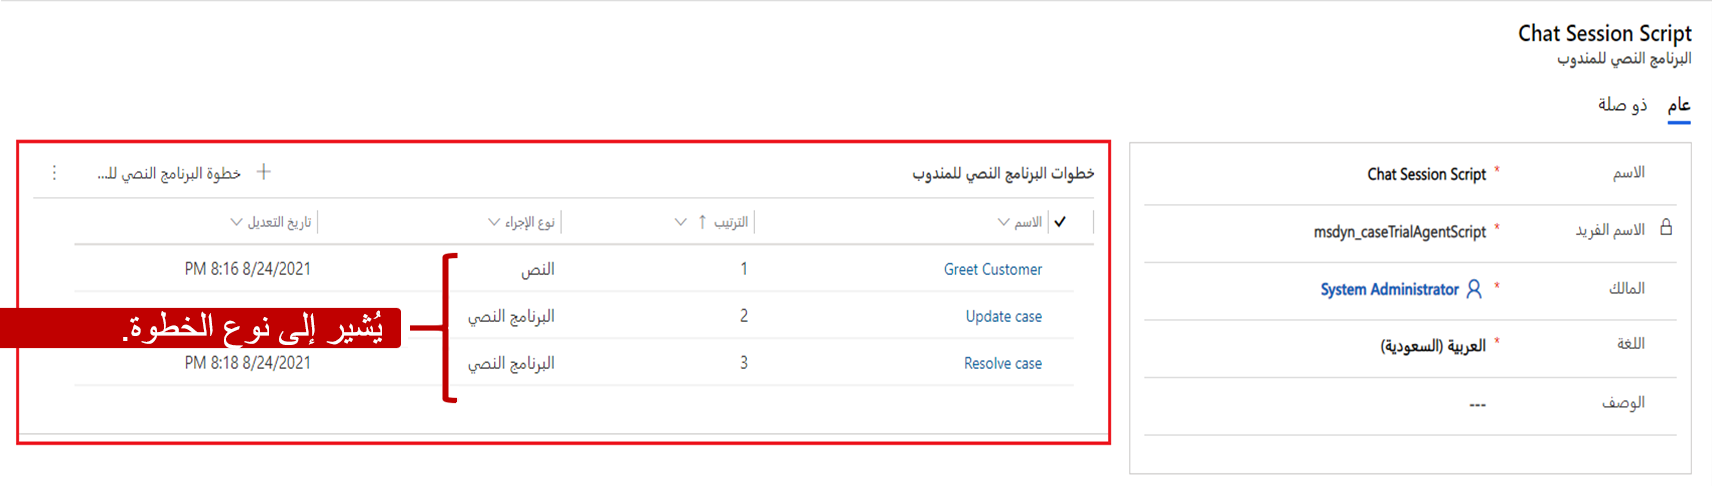 Chat Session Script
البرنامج النصي للمندوب
عام
ذو صلة
الاسم * Chat Session Script
الاسم الفريد * msdyn_caseTrialAgentScript
المالك * System Administrator
اللغة * العربية (السعودية)
الوصف ---
خطوات البرنامج النصي للمندوب
+ خطوة البرنامج النصي للـ...
الاسم الترتيب ↑ نوع الإجراء تاريخ التعديل
Greet Customer 1 النص PM 8:16 8/24/2021
Update case 2 البرنامج النصي
Resolve case 3 البرنامج النصي PM 8:18 8/24/2021
يُشير إلى نوع الخطوة.